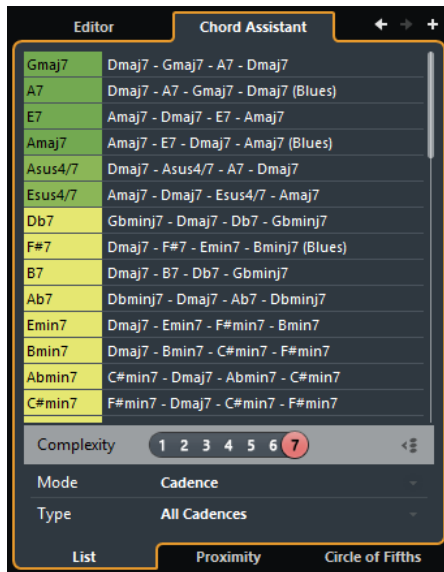 Editor Chord Assistant
Gmaj7 Dmaj7 - Gmaj7 - A7 - Dmaj7
A7 Dmaj7 - A7 - Gmaj7 - Dmaj7 (Blues)
E7 Amaj7 - Dmaj7 - E7 - Amaj7
Amaj7 Amaj7 - E7 - Dmaj7 - Amaj7 (Blues)
Asus4/7 Dmaj7 - Asus4/7 - A7 - Dmaj7
Esus4/7 Amaj7 - Dmaj7 - Esus4/7 - Amaj7
Db7 Gbminj7 - Dmaj7 - Db7 - Gbminj7
F#7 Dmaj7 - F#7 - Emin7 - Bminj7 (Blues)
B7 Dmaj7 - B7 - Db7 - Gbminj7
Ab7 Dbminj7 - Dmaj7 - Ab7 - Dbminj7
Emin7 Dmaj7 - Emin7 - F#min7 - Bmin7
Bmin7 Dmaj7 - Bmin7 - C#min7 - F#min7
Abmin7 C#min7 - Dmaj7 - Abmin7 - C#min7
C#min7 F#min7 - Dmaj7 - C#min7 - F#min7
Complexity 1 2 3 4 5 6 7
Mode Cadence
Type All Cadences
List Proximity Circle of Fifths